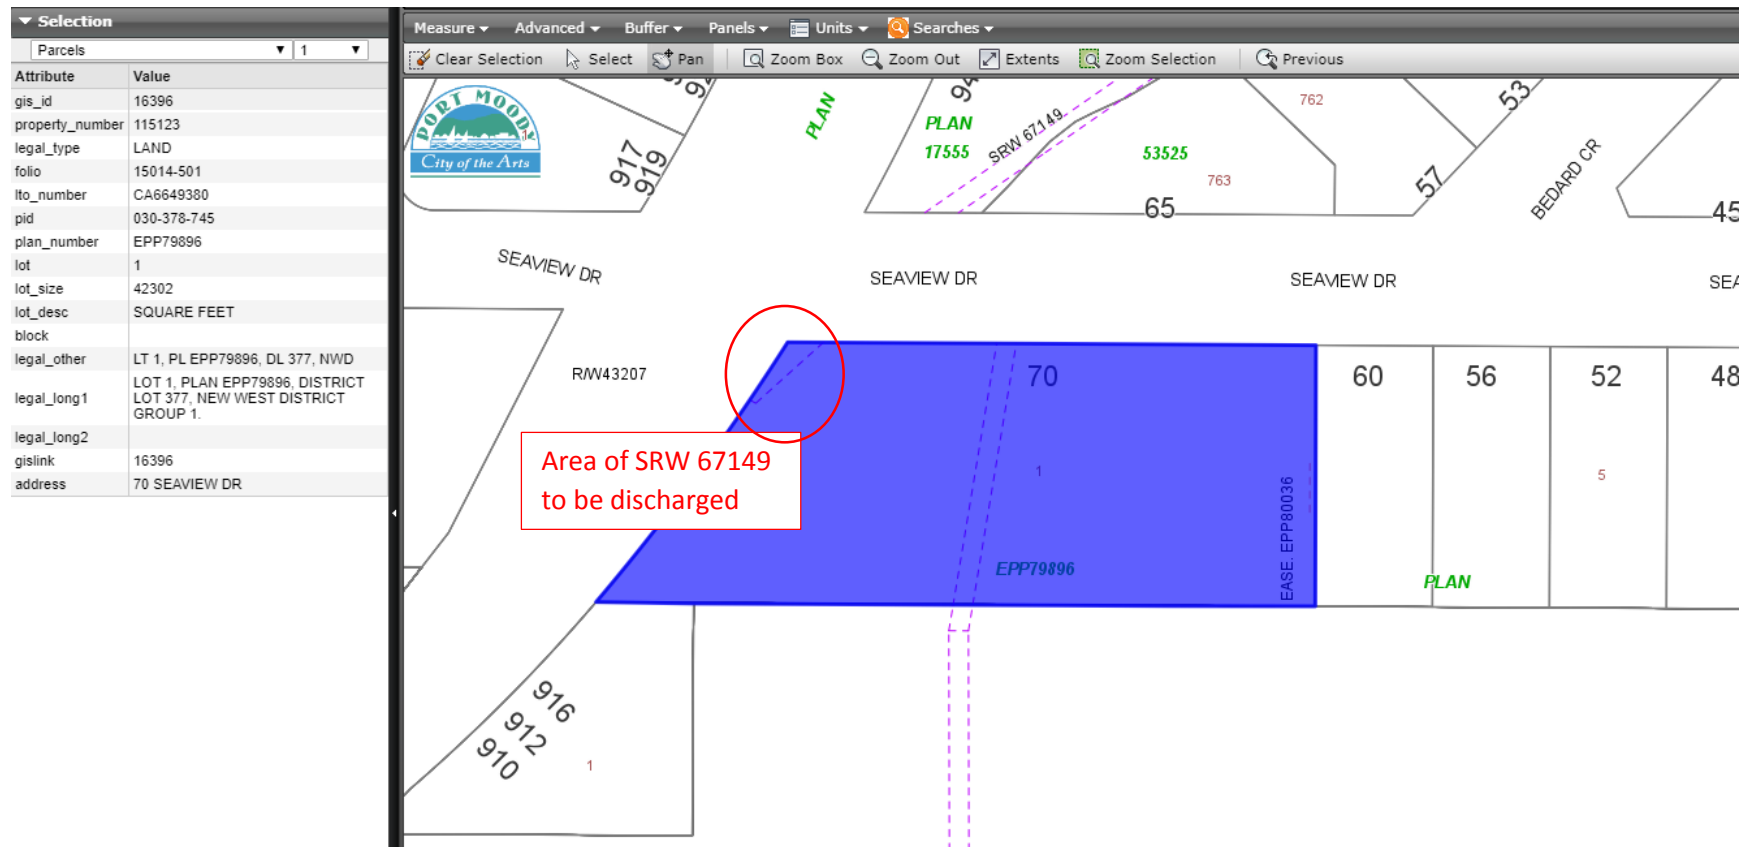 Selection
Parcels 1
Attribute Value
gis_id 16396
property_number 115123
legal_type LAND
folio 15014-501
lto_number CA6649380
pid 030-378-745
plan_number EPP79896
lot 1
lot_size 42302
lot_desc SQUARE FEET
block
legal_other LT 1, PL EPP79896, DL 377, NWD
legal_long1 LOT 1, PLAN EPP79896, DISTRICT
LOT 377, NEW WEST DISTRICT
GROUP 1.
legal_long2
gislink 16396
address 70 SEAVIEW DR
Measure Advanced Buffer Panels Units Searches
Clear Selection Select Pan Zoom Box Zoom Out Extents Zoom Selection Previous
PORT MOODY
City of the Arts
917
919
PLAN
PLAN
17555
SRW 67149
53525
762
763
65
53
57
BEDARD CR
45
SEAVIEW DR
SEAVIEW DR
SEAVIEW DR
R/W43207
70
60
56
52
48
Area of SRW 67149
to be discharged
1
5
EASE. EPP80036
EPP79896
PLAN
916
912
910
1